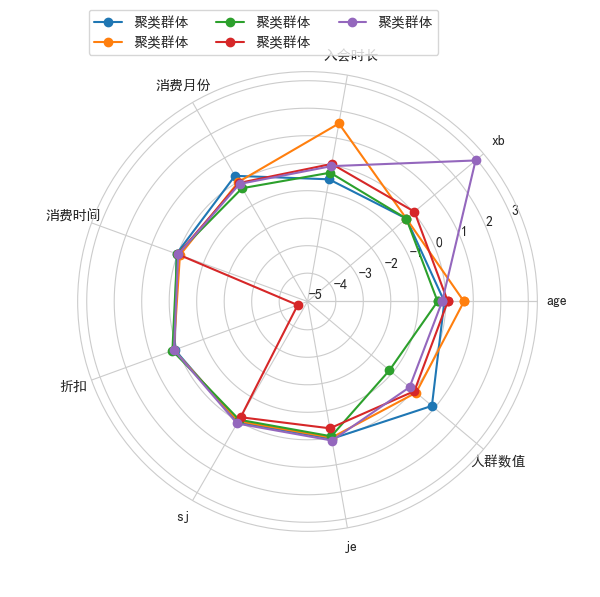 聚类群体 聚类群体 聚类群体
聚类群体 聚类群体
入会时长
消费月份
xb
消费时间
3
2
1
0
-1
-2
-3
-4
-5
age
折扣
人群数值
sj
je